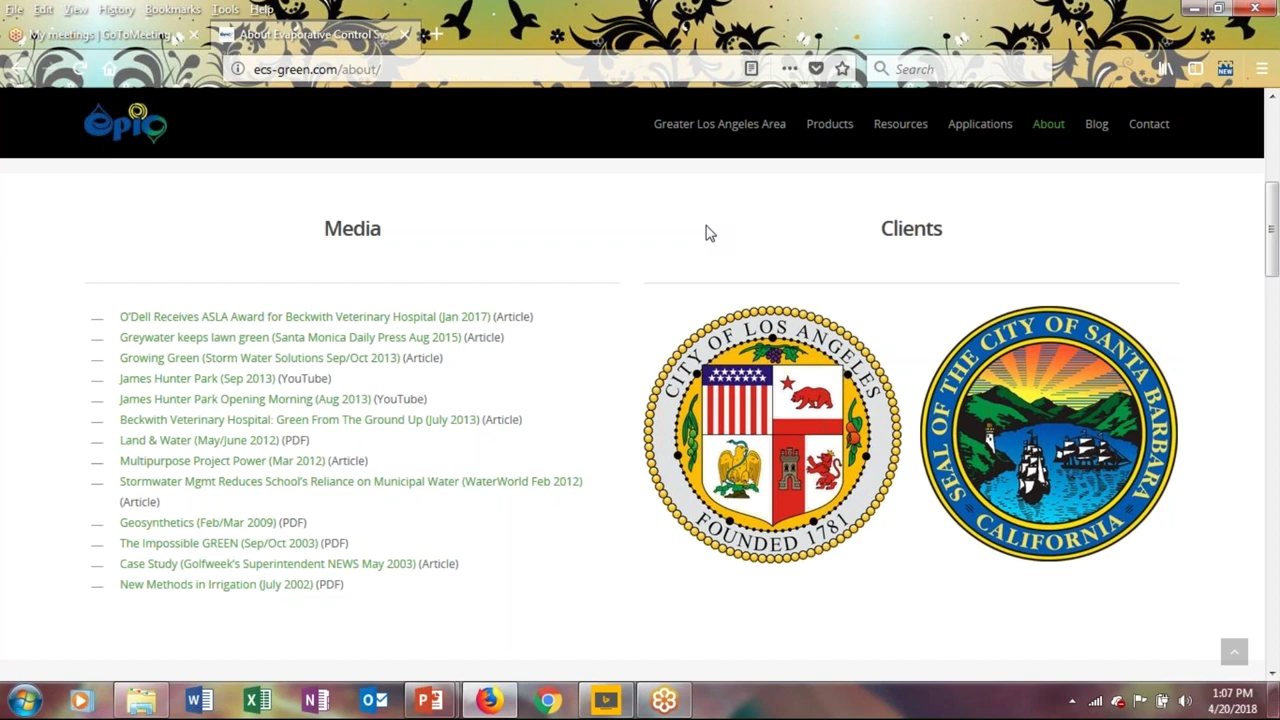 File Edit View History Bookmarks Tools Help
My meetings | GoToMeeting
About Evaporative Control Sys
ecs-green.com/about/
Search
NEW
epic
Greater Los Angeles Area Products Resources Applications About Blog Contact
Media
O'Dell Receives ASLA Award for Beckwith Veterinary Hospital (Jan 2017) (Article)
Greywater keeps lawn green (Santa Monica Daily Press Aug 2015) (Article)
Growing Green (Storm Water Solutions Sep/Oct 2013) (Article)
James Hunter Park (Sep 2013) (YouTube)
James Hunter Park Opening Morning (Aug 2013) (YouTube)
Beckwith Veterinary Hospital: Green From The Ground Up (July 2013) (Article)
Land & Water (May/June 2012) (PDF)
Multipurpose Project Power (Mar 2012) (Article)
Stormwater Mgmt Reduces School's Reliance on Municipal Water (WaterWorld Feb 2012)
(Article)
Geosynthetics (Feb/Mar 2009) (PDF)
The Impossible GREEN (Sep/Oct 2003) (PDF)
Case Study (Golfweek's Superintendent NEWS May 2003) (Article)
New Methods in Irrigation (July 2002) (PDF)
Clients
CITY OF LOS ANGELES
FOUNDED 1781
SEAL OF THE CITY OF SANTA BARBARA
CALIFORNIA
1:07 PM
4/20/2018